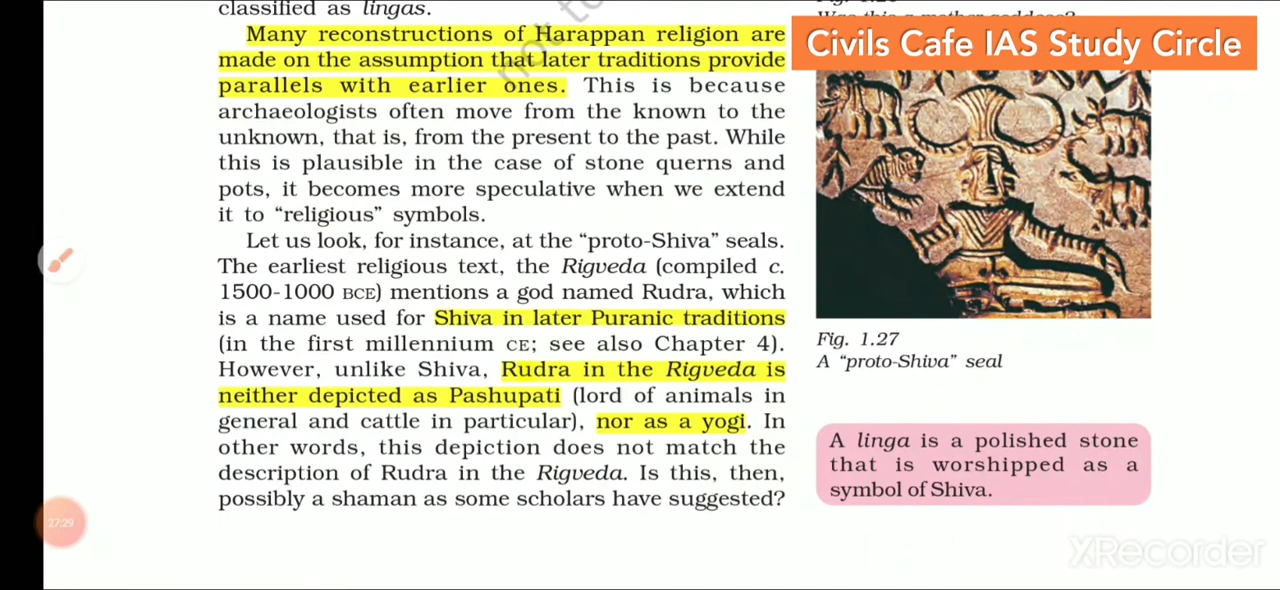 classified as lingas.
Many reconstructions of Harappan religion are
made on the assumption that later traditions provide
parallels with earlier ones. This is because
archaeologists often move from the known to the
unknown, that is, from the present to the past. While
this is plausible in the case of stone querns and
pots, it becomes more speculative when we extend
it to “religious” symbols.
Let us look, for instance, at the “proto-Shiva” seals.
The earliest religious text, the Rigveda (compiled c.
1500-1000 BCE) mentions a god named Rudra, which
is a name used for Shiva in later Puranic traditions
(in the first millennium CE; see also Chapter 4).
However, unlike Shiva, Rudra in the Rigveda is
neither depicted as Pashupati (lord of animals in
general and cattle in particular), nor as a yogi. In
other words, this depiction does not match the
description of Rudra in the Rigveda. Is this, then,
possibly a shaman as some scholars have suggested?
not to
Civils Cafe IAS Study Circle
Fig. 1.27
A “proto-Shiva” seal
A linga is a polished stone
that is worshipped as a
symbol of Shiva.
27:29
XRecorder